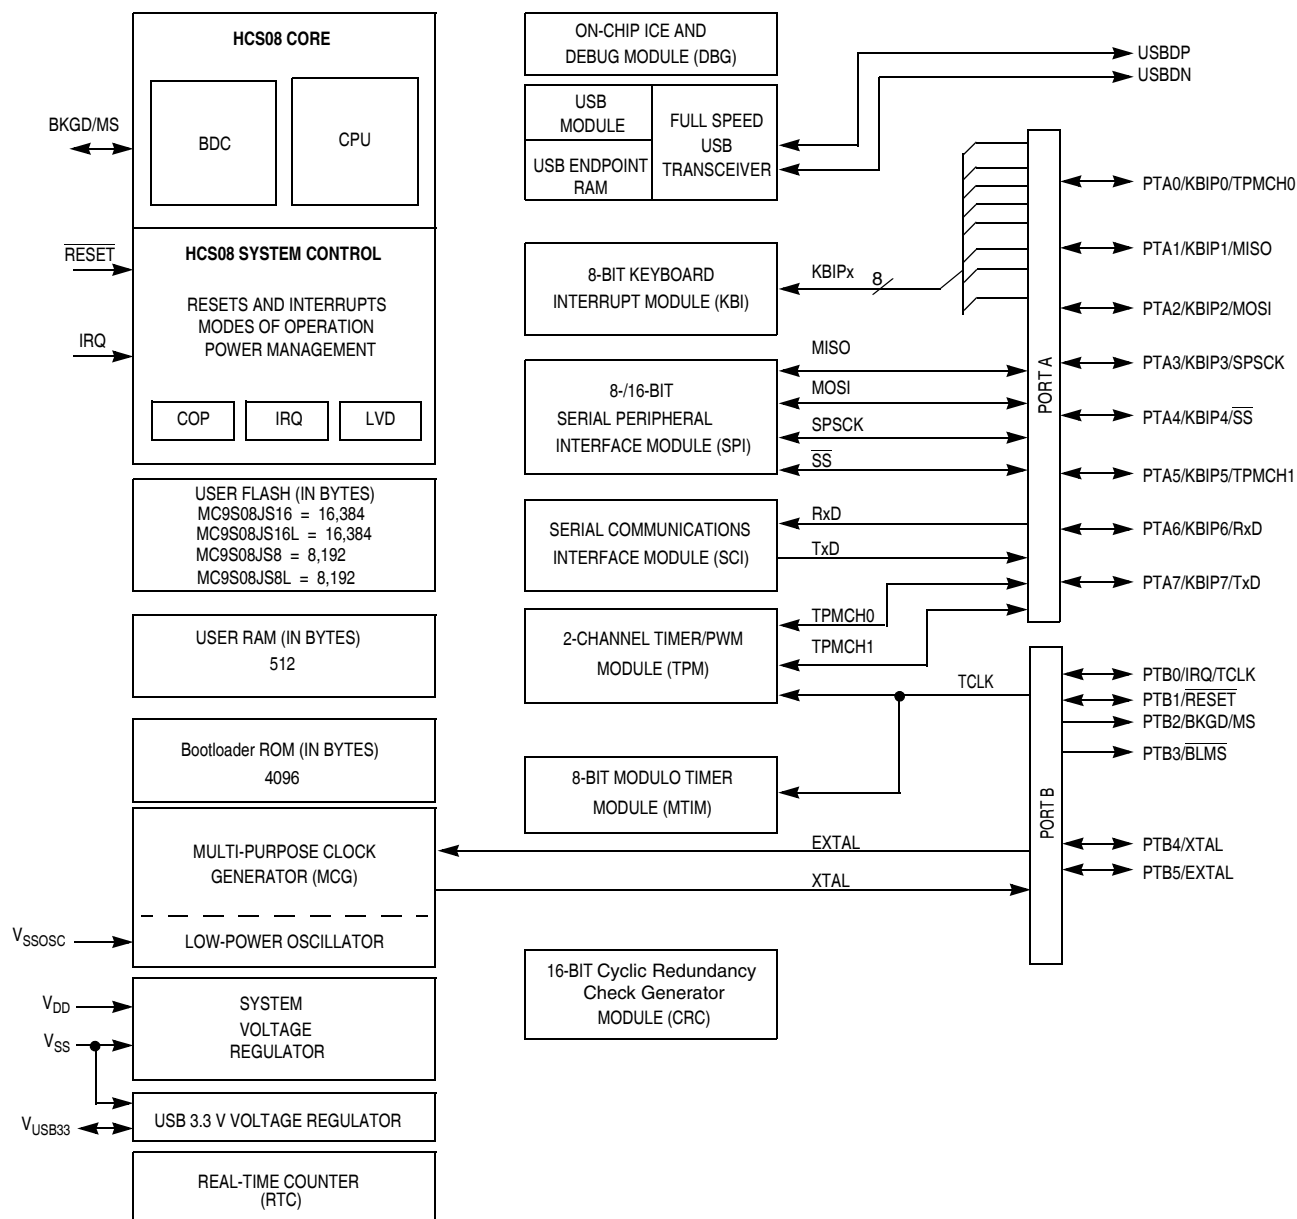 HCS08 CORE
BDC
CPU
BKGD/MS
HCS08 SYSTEM CONTROL
RESET
RESETS AND INTERRUPTS
MODES OF OPERATION
POWER MANAGEMENT
IRQ
COP
IRQ
LVD
USER FLASH (IN BYTES)
MC9S08JS16 = 16,384
MC9S08JS16L = 16,384
MC9S08JS8 = 8,192
MC9S08JS8L = 8,192
USER RAM (IN BYTES)
512
Bootloader ROM (IN BYTES)
4096
MULTI-PURPOSE CLOCK
GENERATOR (MCG)
LOW-POWER OSCILLATOR
VSSOSC
VDD
VSS
SYSTEM
VOLTAGE
REGULATOR
VUSB33
USB 3.3 V VOLTAGE REGULATOR
REAL-TIME COUNTER
(RTC)
ON-CHIP ICE AND
DEBUG MODULE (DBG)
USB
MODULE
USB ENDPOINT
RAM
FULL SPEED
USB
TRANSCEIVER
USBDP
USBDN
8-BIT KEYBOARD
INTERRUPT MODULE (KBI)
KBIPx
8
8-/16-BIT
SERIAL PERIPHERAL
INTERFACE MODULE (SPI)
MISO
MOSI
SPSCK
SS
SERIAL COMMUNICATIONS
INTERFACE MODULE (SCI)
RxD
TxD
2-CHANNEL TIMER/PWM
MODULE (TPM)
TPMCH0
TPMCH1
TCLK
8-BIT MODULO TIMER
MODULE (MTIM)
EXTAL
XTAL
16-BIT Cyclic Redundancy
Check Generator
MODULE (CRC)
PORT A
PTA0/KBIP0/TPMCH0
PTA1/KBIP1/MISO
PTA2/KBIP2/MOSI
PTA3/KBIP3/SPSCK
PTA4/KBIP4/SS
PTA5/KBIP5/TPMCH1
PTA6/KBIP6/RxD
PTA7/KBIP7/TxD
PORT B
PTB0/IRQ/TCLK
PTB1/RESET
PTB2/BKGD/MS
PTB3/BLMS
PTB4/XTAL
PTB5/EXTAL